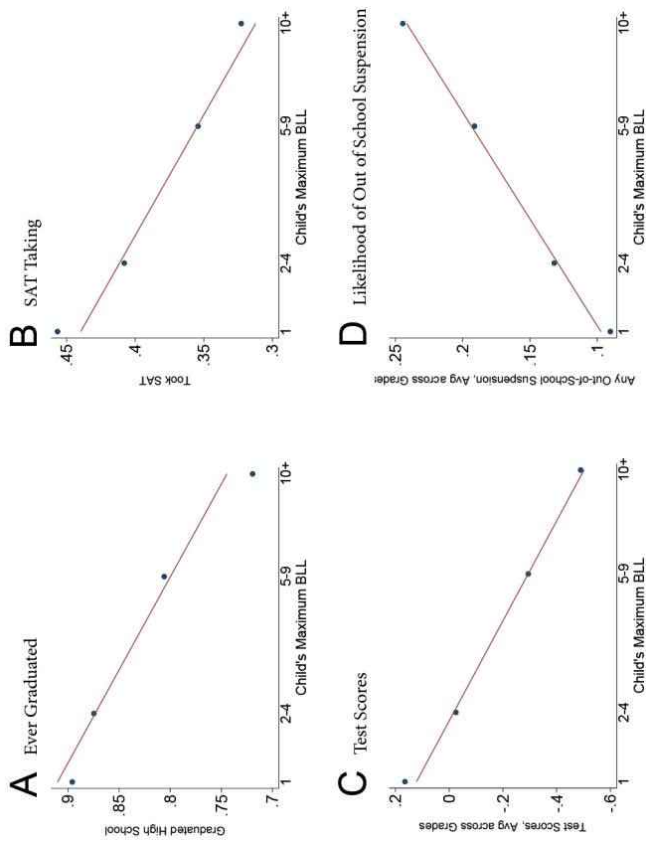 A Ever Graduated
Graduated High School
.9
.85
.8
.75
.7
1 2-4 5-9 10+
Child's Maximum BLL
B SAT Taking
Took SAT
.45
.4
.35
.3
1 2-4 5-9 10+
Child's Maximum BLL
C Test Scores
Test Scores, Avg across Grades
.2
0
-.2
-.4
-.6
1 2-4 5-9 10+
Child's Maximum BLL
D Likelihood of Out of School Suspension
Any Out-of-School Suspension, Avg across Grades
.25
.2
.15
.1
1 2-4 5-9 10+
Child's Maximum BLL